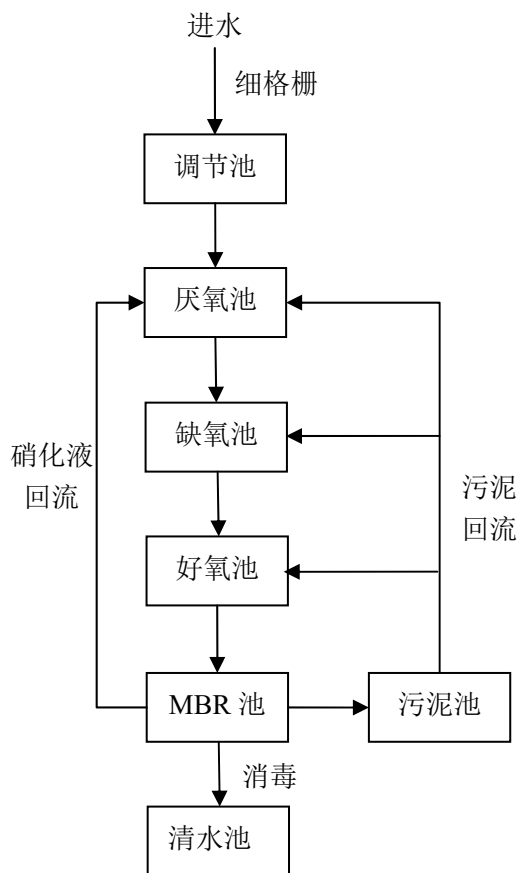 进水
细格栅
调节池
厌氧池
缺氧池
硝化液
回流
污泥
回流
好氧池
MBR 池
污泥池
消毒
清水池